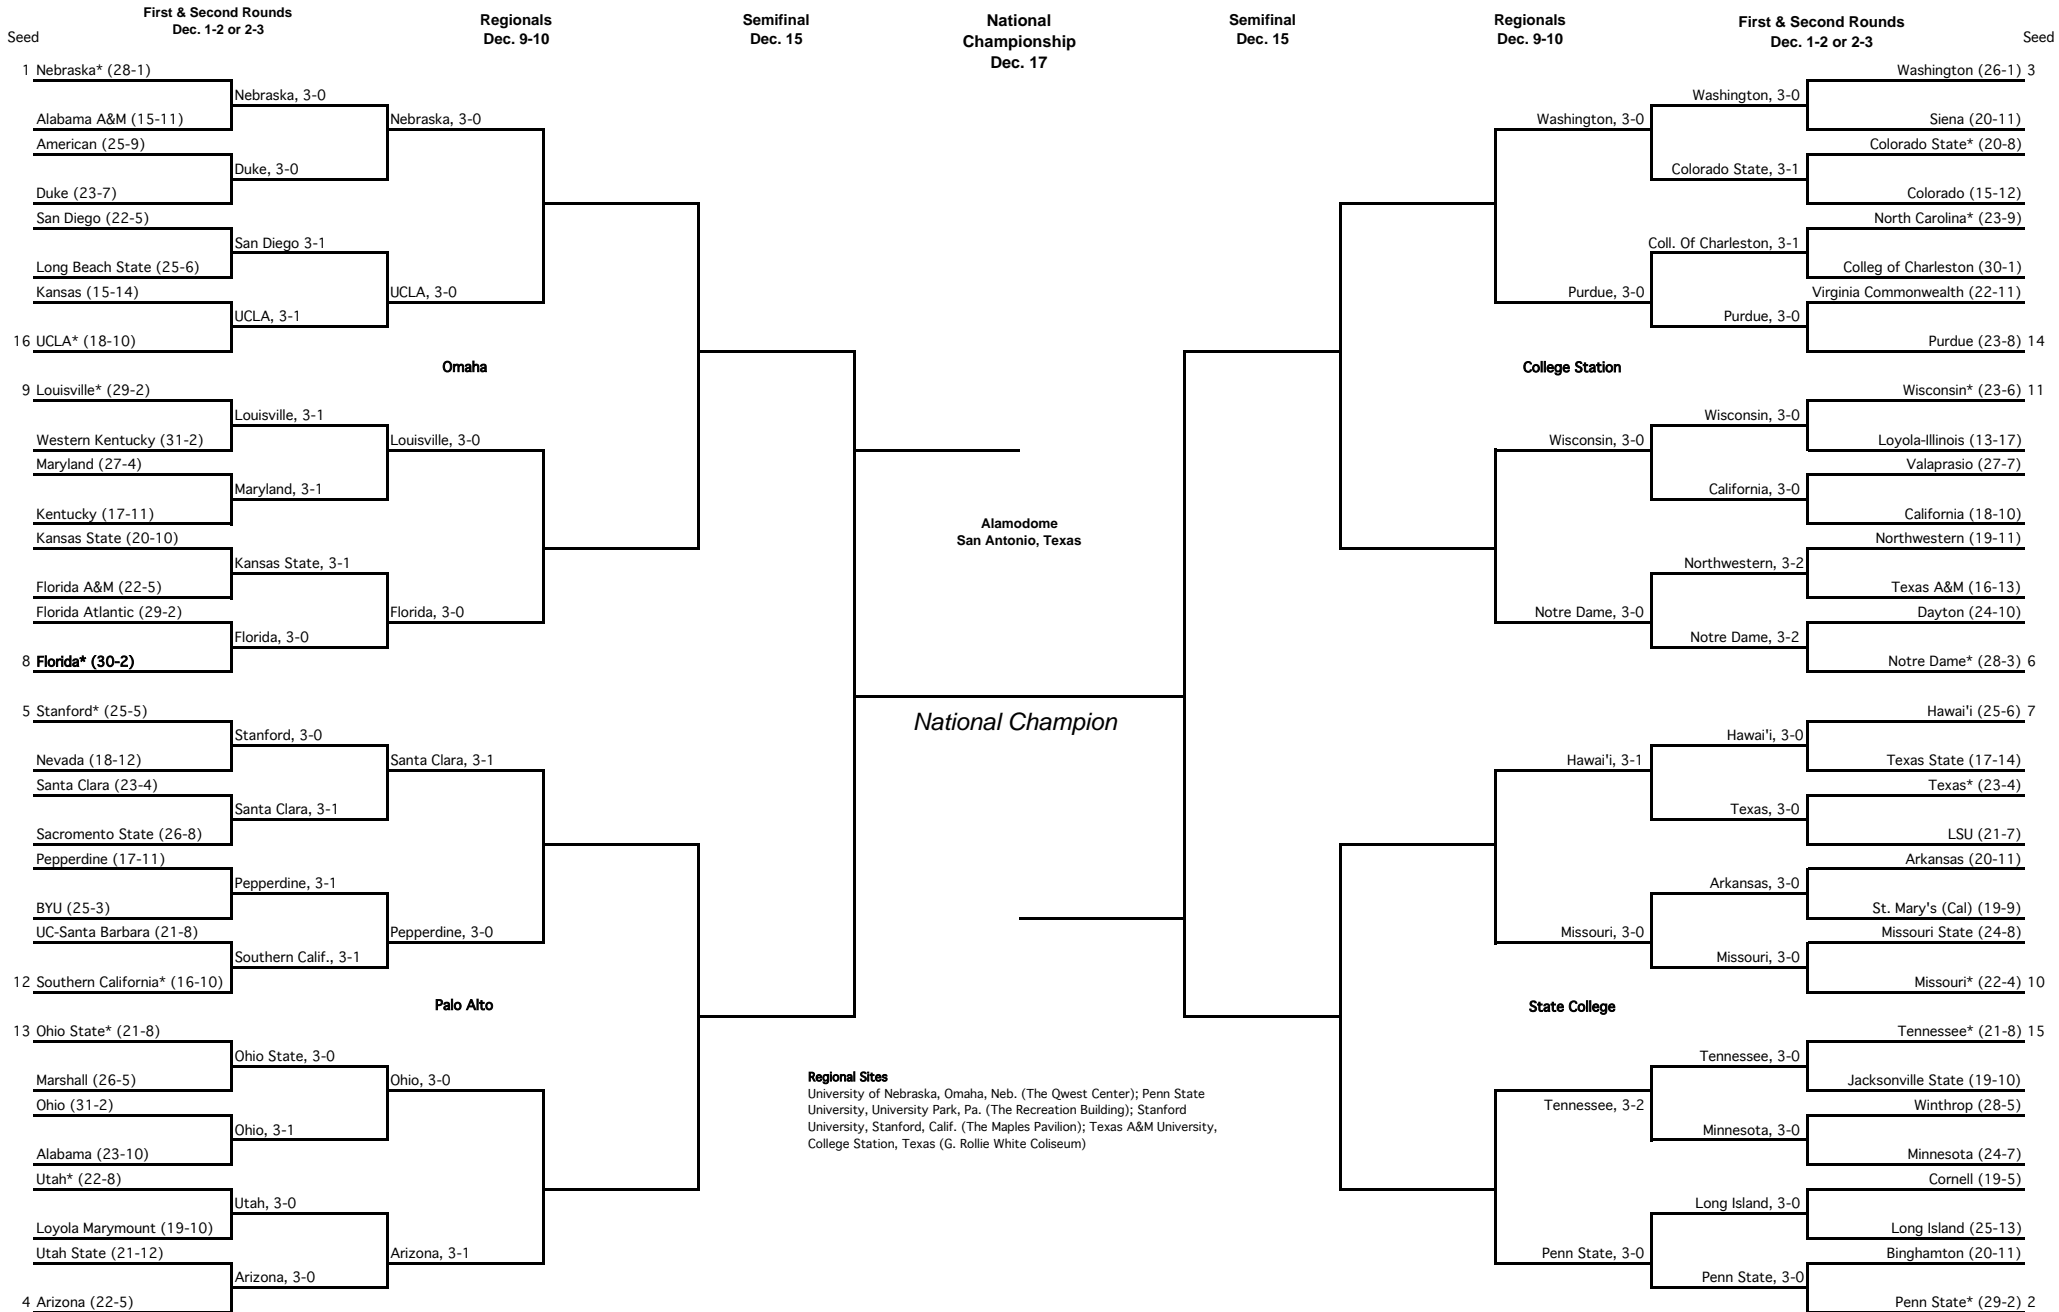 First & Second Rounds
Dec. 1-2 or 2-3
Seed
Regionals
Dec. 9-10
Semifinal
Dec. 15
National
Championship
Dec. 17
Semifinal
Dec. 15
Regionals
Dec. 9-10
First & Second Rounds
Dec. 1-2 or 2-3
Seed
1 Nebraska* (28-1)
Nebraska, 3-0
Alabama A&M (15-11)
Nebraska, 3-0
American (25-9)
Duke, 3-0
Duke (23-7)
San Diego (22-5)
San Diego 3-1
Long Beach State (25-6)
UCLA, 3-0
Kansas (15-14)
UCLA, 3-1
16 UCLA* (18-10)
Omaha
9 Louisville* (29-2)
Louisville, 3-1
Western Kentucky (31-2)
Louisville, 3-0
Maryland (27-4)
Maryland, 3-1
Kentucky (17-11)
Kansas State (20-10)
Kansas State, 3-1
Florida A&M (22-5)
Florida, 3-0
Florida Atlantic (29-2)
Florida, 3-0
8 Florida* (30-2)
5 Stanford* (25-5)
Stanford, 3-0
Nevada (18-12)
Santa Clara, 3-1
Santa Clara (23-4)
Santa Clara, 3-1
Sacromento State (26-8)
Pepperdine (17-11)
Pepperdine, 3-1
BYU (25-3)
Pepperdine, 3-0
UC-Santa Barbara (21-8)
Southern Calif., 3-1
12 Southern California* (16-10)
Palo Alto
13 Ohio State* (21-8)
Ohio State, 3-0
Marshall (26-5)
Ohio, 3-0
Ohio (31-2)
Ohio, 3-1
Alabama (23-10)
Utah* (22-8)
Utah, 3-0
Loyola Marymount (19-10)
Arizona, 3-1
Utah State (21-12)
Arizona, 3-0
4 Arizona (22-5)
Alamodome
San Antonio, Texas
National Champion
Regional Sites
University of Nebraska, Omaha, Neb. (The Qwest Center); Penn State
University, University Park, Pa. (The Recreation Building); Stanford
University, Stanford, Calif. (The Maples Pavilion); Texas A&M University,
College Station, Texas (G. Rollie White Coliseum)
Washington (26-1) 3
Washington, 3-0
Siena (20-11)
Washington, 3-0
Colorado State* (20-8)
Colorado State, 3-1
Colorado (15-12)
North Carolina* (23-9)
Coll. Of Charleston, 3-1
Colleg of Charleston (30-1)
Purdue, 3-0
Virginia Commonwealth (22-11)
Purdue, 3-0
Purdue (23-8) 14
College Station
Wisconsin* (23-6) 11
Wisconsin, 3-0
Loyola-Illinois (13-17)
Wisconsin, 3-0
Valaprasio (27-7)
California, 3-0
California (18-10)
Northwestern (19-11)
Northwestern, 3-2
Texas A&M (16-13)
Notre Dame, 3-0
Dayton (24-10)
Notre Dame, 3-2
Notre Dame* (28-3) 6
Hawai'i (25-6) 7
Hawai'i, 3-0
Texas State (17-14)
Hawai'i, 3-1
Texas* (23-4)
Texas, 3-0
LSU (21-7)
Arkansas (20-11)
Arkansas, 3-0
St. Mary's (Cal) (19-9)
Missouri, 3-0
Missouri State (24-8)
Missouri, 3-0
Missouri* (22-4) 10
State College
Tennessee* (21-8) 15
Tennessee, 3-0
Jacksonville State (19-10)
Tennessee, 3-2
Winthrop (28-5)
Minnesota, 3-0
Minnesota (24-7)
Cornell (19-5)
Long Island, 3-0
Long Island (25-13)
Penn State, 3-0
Binghamton (20-11)
Penn State, 3-0
Penn State* (29-2) 2